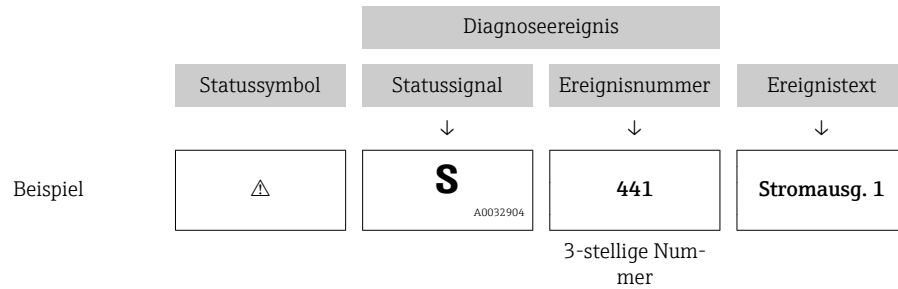 Diagnoseereignis
Statussymbol Statussignal Ereignisnummer Ereignistext
↓ ↓ ↓
Beispiel ⚠ S 441 Stromausg. 1
A0032904
3-stellige Num-
mer